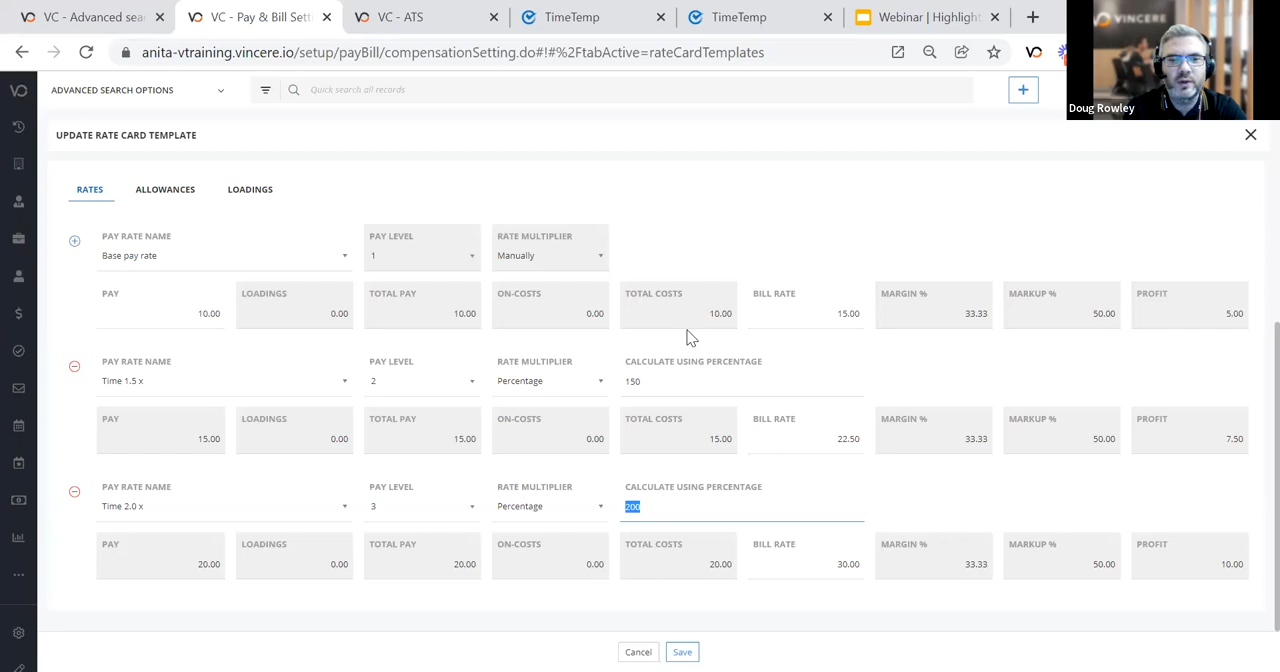 VC - Advanced sea
VC - Pay & Bill Sett
VC - ATS
TimeTemp
TimeTemp
Webinar | Highlight
anita-vtraining.vincere.io/setup/payBill/compensationSetting.do#!#%2FtabActive=rateCardTemplates
VINCERE
Doug Rowley
ADVANCED SEARCH OPTIONS
Quick search all records
UPDATE RATE CARD TEMPLATE
RATES ALLOWANCES LOADINGS
PAY RATE NAME PAY LEVEL RATE MULTIPLIER
Base pay rate 1 Manually
PAY LOADINGS TOTAL PAY ON-COSTS TOTAL COSTS BILL RATE MARGIN % MARKUP % PROFIT
10.00 0.00 10.00 0.00 10.00 15.00 33.33 50.00 5.00
PAY RATE NAME PAY LEVEL RATE MULTIPLIER CALCULATE USING PERCENTAGE
Time 1.5 x 2 Percentage 150
PAY LOADINGS TOTAL PAY ON-COSTS TOTAL COSTS BILL RATE MARGIN % MARKUP % PROFIT
15.00 0.00 15.00 0.00 15.00 22.50 33.33 50.00 7.50
PAY RATE NAME PAY LEVEL RATE MULTIPLIER CALCULATE USING PERCENTAGE
Time 2.0 x 3 Percentage 200
PAY LOADINGS TOTAL PAY ON-COSTS TOTAL COSTS BILL RATE MARGIN % MARKUP % PROFIT
20.00 0.00 20.00 0.00 20.00 30.00 33.33 50.00 10.00
Cancel Save